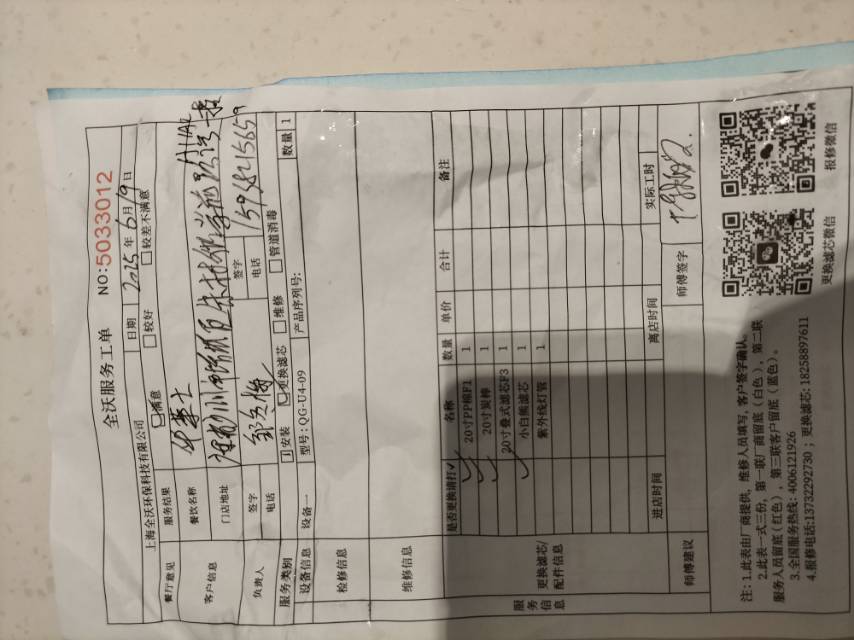 全沃服务工单
NO:5033012
上海全沃环保科技有限公司
日期 2025年6月19日
餐厅意见 服务结果 满意 较好 较差不满意
客户信息 餐饮名称
门店地址
负责人 签字 签字
电话 电话
服务类别 安装 更换滤芯 维修 管道消毒
设备信息 设备一 型号:QG-U4-09 产品序列号: 数量 1
检修信息
维修信息
服务信息
更换滤芯/配件信息
是否更换请打✓ 名称 数量 单价 合计 备注
✓ 20寸PP棉P1 1
✓ 20寸炭棒 1
20寸叠式滤芯F3 1
✓ 小白熊滤芯 1
紫外线灯管 1
进店时间 离店时间 实际工时
师傅建议 师傅签字
注:1.此表由厂商提供,维修人员填写,客户签字确认。
2.此表一式三份,第一联厂商留底(白色),第二联
服务人员留底(红色),第三联客户留底(蓝色)。
3.全国服务热线:4006121926
4.报修电话:13732292730;更换滤芯:18258897611
更换滤芯微信 报修微信